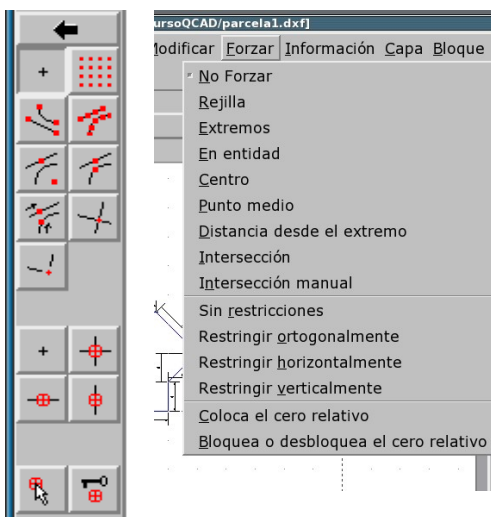 ursoQCAD/parcela1.dxf]
Modificar Forzar Información Capa Bloque
No Forzar
Rejilla
Extremos
En entidad
Centro
Punto medio
Distancia desde el extremo
Intersección
Intersección manual
Sin restricciones
Restringir ortogonalmente
Restringir horizontalmente
Restringir verticalmente
Coloca el cero relativo
Bloquea o desbloquea el cero relativo